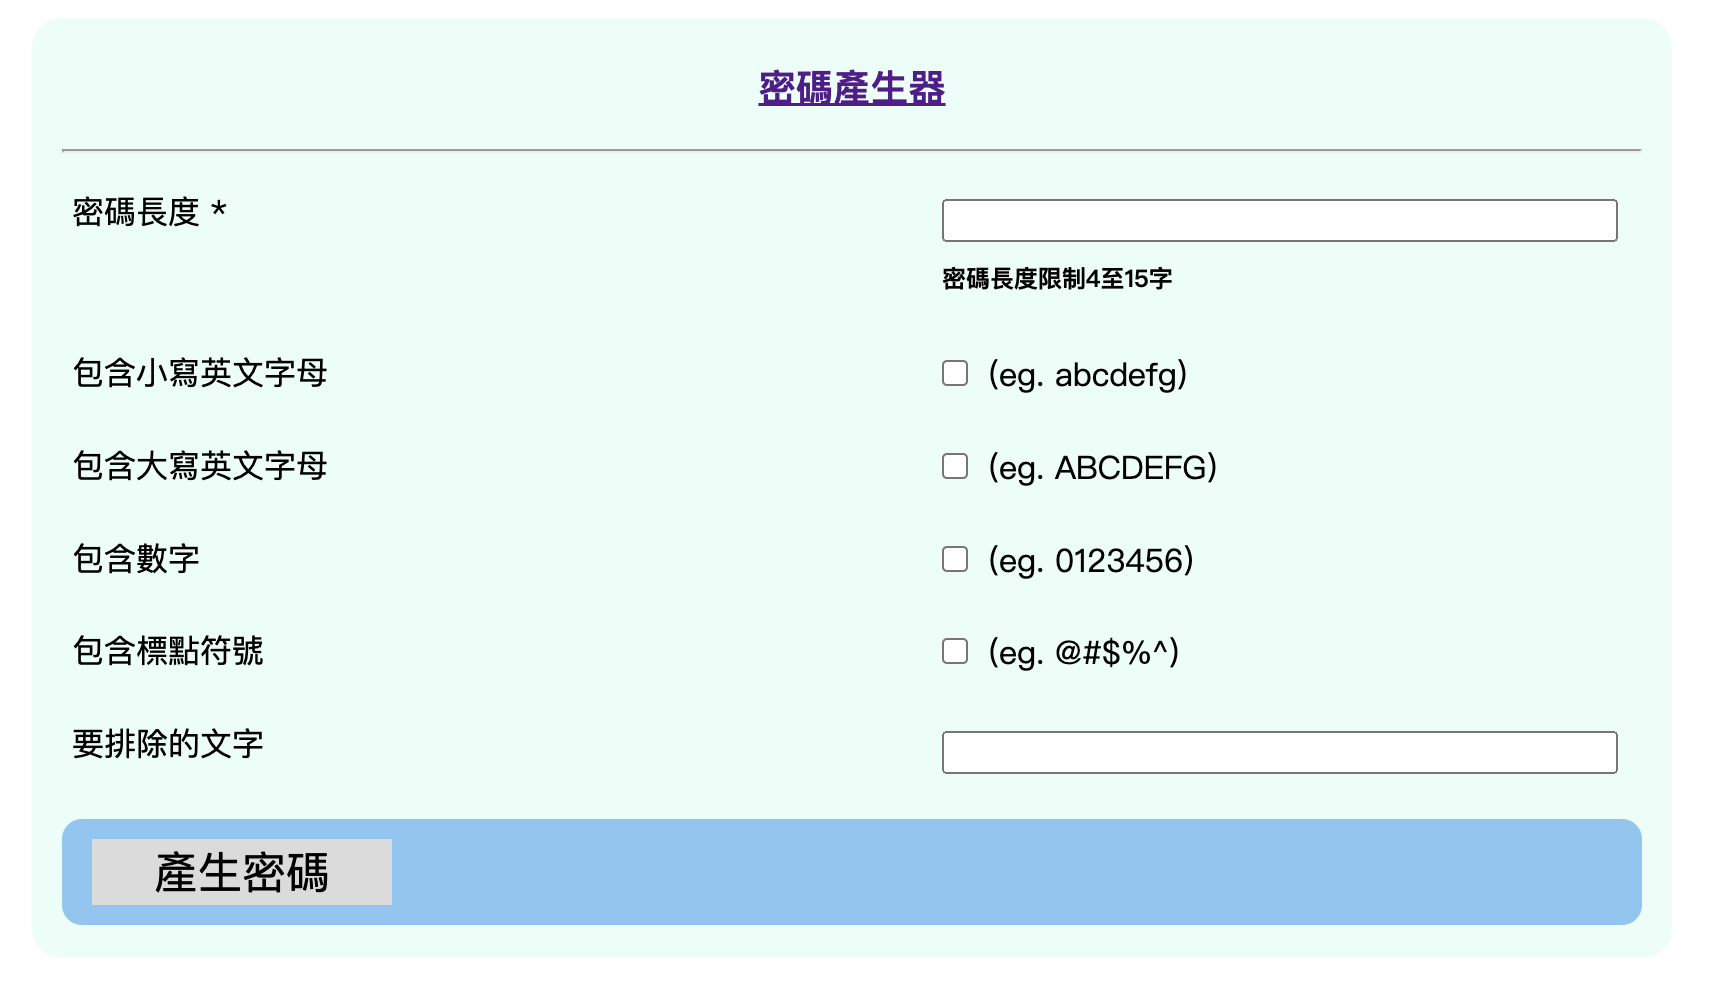 密碼產生器
密碼長度 *
密碼長度限制4至15字
包含小寫英文字母 (eg. abcdefg)
包含大寫英文字母 (eg. ABCDEFG)
包含數字 (eg. 0123456)
包含標點符號 (eg. @#$%^)
要排除的文字
產生密碼